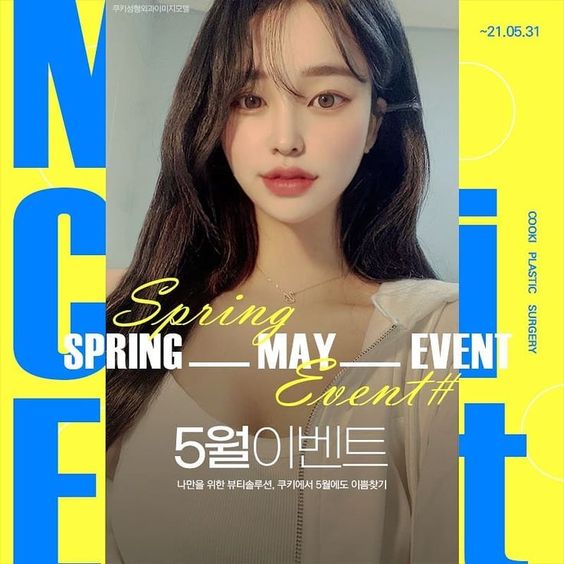 쿠키성형외과이미지모델
~21.05.31
N
C
E
i
t
COOKI PLASTIC SURGERY
Spring
SPRING __ MAY __ EVENT
Event#
5월이벤트
나만을 위한 뷰티솔루션, 쿠키에서 5월에도 이쁨찾기